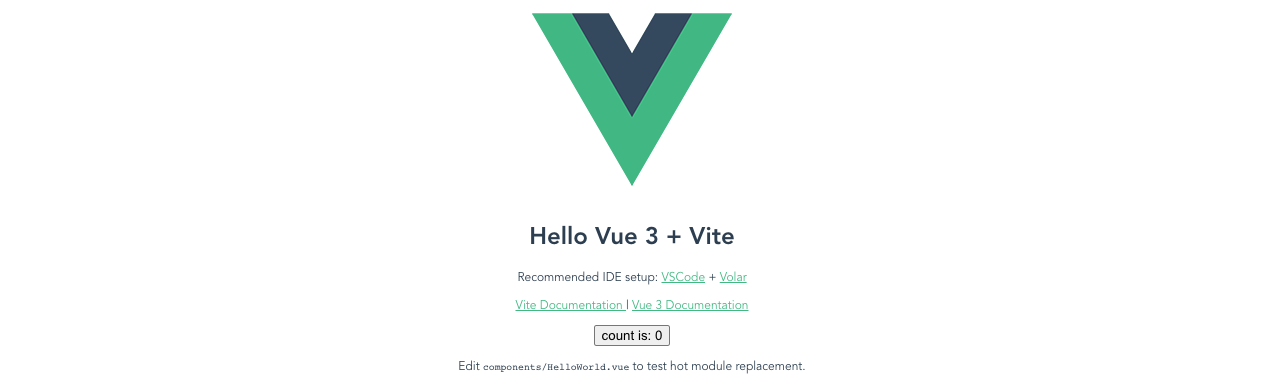 Hello Vue 3 + Vite
Recommended IDE setup: VSCode + Volar
Vite Documentation | Vue 3 Documentation
count is: 0
Edit components/HelloWorld.vue to test hot module replacement.